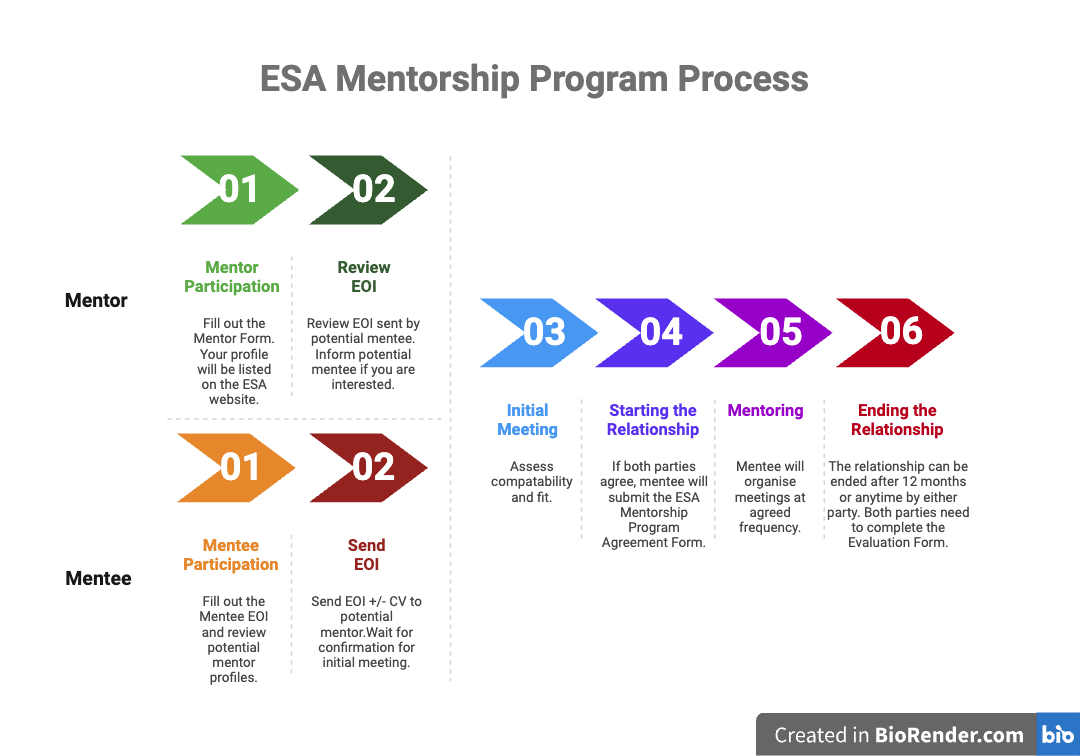 ESA Mentorship Program Process
01
02
Mentor
Participation
Review
EOI
Mentor
Fill out the
Mentor Form.
Your profile
will be listed
on the ESA
website.
Review EOI sent by
potential mentee.
Inform potential
mentee if you are
interested.
01
02
Mentee
Participation
Send
EOI
Mentee
Fill out the
Mentee EOI
and review
potential
mentor
profiles.
Send EOI +/- CV to
potential
mentor.Wait for
confirmation for
initial meeting.
03
04
05
06
Initial
Meeting
Assess
compatability
and fit.
Starting the
Relationship
If both parties
agree, mentee will
submit the ESA
Mentorship
Program
Agreement Form.
Mentoring
Mentee will
organise
meetings at
agreed
frequency.
Ending the
Relationship
The relationship can be
ended after 12 months
or anytime by either
party. Both parties need
to complete the
Evaluation Form.
Created in BioRender.com bio